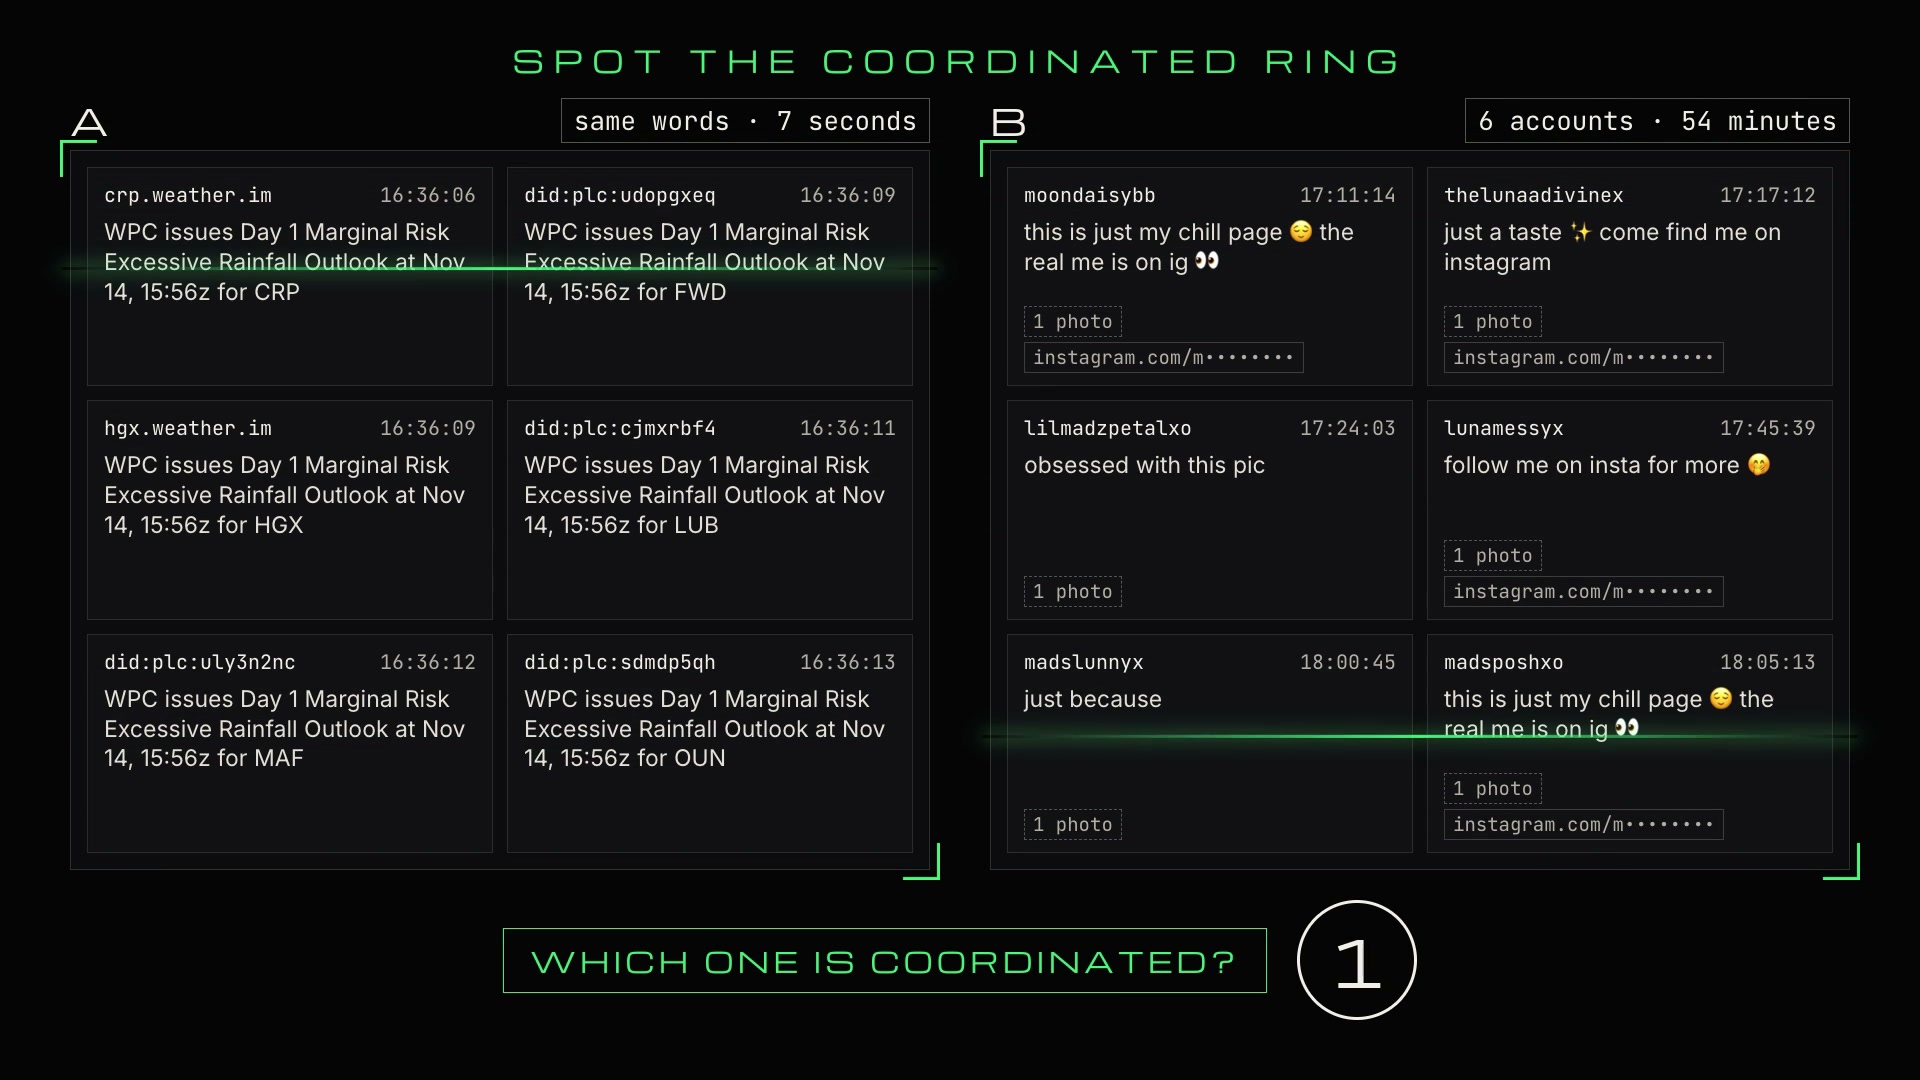 SPOT THE COORDINATED RING
A
same words · 7 seconds
crp.weather.im 16:36:06
WPC issues Day 1 Marginal Risk
Excessive Rainfall Outlook at Nov
14, 15:56z for CRP
did:plc:udopgxeq 16:36:09
WPC issues Day 1 Marginal Risk
Excessive Rainfall Outlook at Nov
14, 15:56z for FWD
hgx.weather.im 16:36:09
WPC issues Day 1 Marginal Risk
Excessive Rainfall Outlook at Nov
14, 15:56z for HGX
did:plc:cjmxrbf4 16:36:11
WPC issues Day 1 Marginal Risk
Excessive Rainfall Outlook at Nov
14, 15:56z for LUB
did:plc:uly3n2nc 16:36:12
WPC issues Day 1 Marginal Risk
Excessive Rainfall Outlook at Nov
14, 15:56z for MAF
did:plc:sdmdp5qh 16:36:13
WPC issues Day 1 Marginal Risk
Excessive Rainfall Outlook at Nov
14, 15:56z for OUN
B
6 accounts · 54 minutes
moondaisybb 17:11:14
this is just my chill page 😌 the
real me is on ig 👀
1 photo
instagram.com/m••••••••
thelunaadivinex 17:17:12
just a taste ✨ come find me on
instagram
1 photo
instagram.com/m••••••••
lilmadzpetalxo 17:24:03
obsessed with this pic
1 photo
lunamessyx 17:45:39
follow me on insta for more 🤭
1 photo
instagram.com/m••••••••
madslunnyx 18:00:45
just because
1 photo
madsposhxo 18:05:13
this is just my chill page 😌 the
real me is on ig 👀
1 photo
instagram.com/m••••••••
WHICH ONE IS COORDINATED?
1